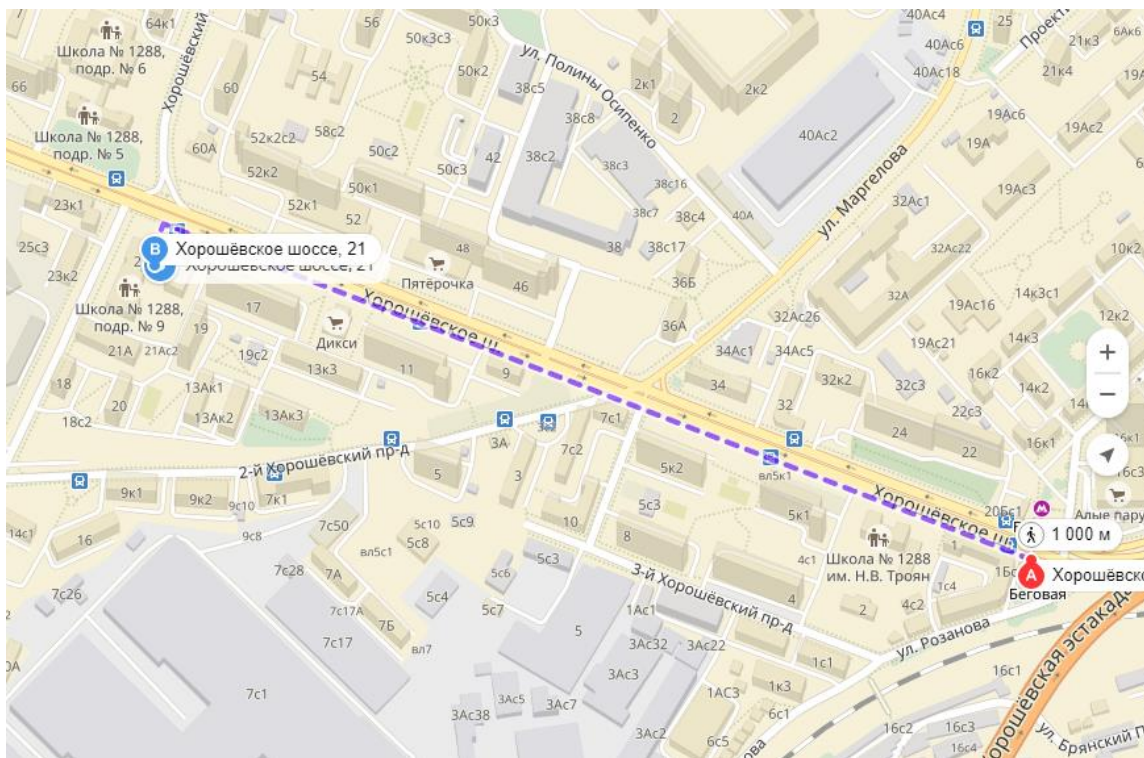 64к1
56
50к3
50к3с3
50к2
ул. Полины Осипенко
40Ас4
40Ас6
25
Проекти
6Ак6
21к3
Школа № 1288,
подр. № 6
Хорошёвский
66
60
54
38с5
2к1
2к2
2
40Ас18
21к4
19А
19Ас6
19Ас2
Школа № 1288,
подр. № 5
60А
52к2с2
58с2
50с2
42
50с3
38с8
38с2
38с3
38с16
38с7
38с4
40Ас2
ул. Маргелова
19А
19Ас3
52к2
50к1
52к1
52
48
46
38
38с17
40А
32Ас1
32Ас22
10к2
23к1
25с3
23к2
B
Хорошёвское шоссе, 21
Хорошёвское шоссе, 21
Пятёрочка
36Б
36А
32А
32Ас26
19Ас16
14к3с1
14к3
12к2
Школа № 1288,
подр. № 9
17
19
Дикси
Хорошёвское ш.
21А
21Ас2
19с2
13к3
11
9
34Ас1
34Ас5
34
32к2
32
32с3
19Ас21
16к2
14к2
18
20
18с2
13Ак1
13Ак2
13Ак3
7с1
3А
7с2
3
24
22
22с3
16к1
2-й Хорошёвский пр-д
9к1
9к2
7к1
9с10
9с8
5
5к2
вл5к1
5с3
5к1
Хорошёвское ш.
20Бс1
Алые пару
14с1
16
7с50
вл5с1
5с10
5с9
5с8
10
8
4с1
Школа № 1288
им. Н.В. Троян
1
1 000 м
A
Хорошёвско
Беговая
7с26
7с28
7А
7с17А
7Б
7с17
вл7
5с6
5с4
5с7
5с3
3-й Хорошёвский пр-д
4
2
4с2
1с4
5
1Ас1
3Ас32
3Ас22
3Ас3
1с1
ул. Розанова
Хорошёвская эстакада
16с1
7с1
3Ас38
3Ас5
3Ас7
3Ас2
1АС3
1к3
6с1
6с5
16с2
16с3
16с4
ул. Брянский П